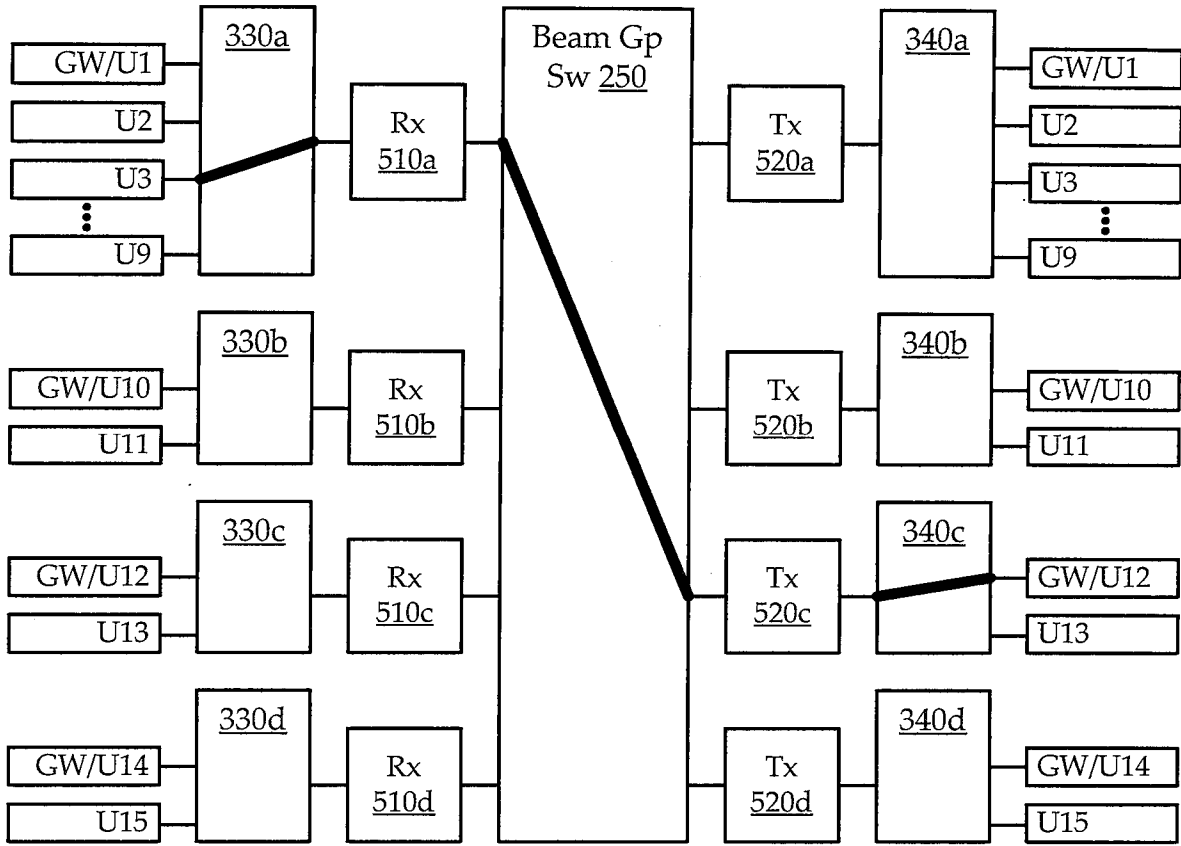 330a
GW/U1
U2
U3
U9
Rx
510a
Beam Gp
Sw 250
Tx
520a
340a
GW/U1
U2
U3
U9
330b
GW/U10
U11
Rx
510b
Tx
520b
340b
GW/U10
U11
330c
GW/U12
U13
Rx
510c
Tx
520c
340c
GW/U12
U13
330d
GW/U14
U15
Rx
510d
Tx
520d
340d
GW/U14
U15